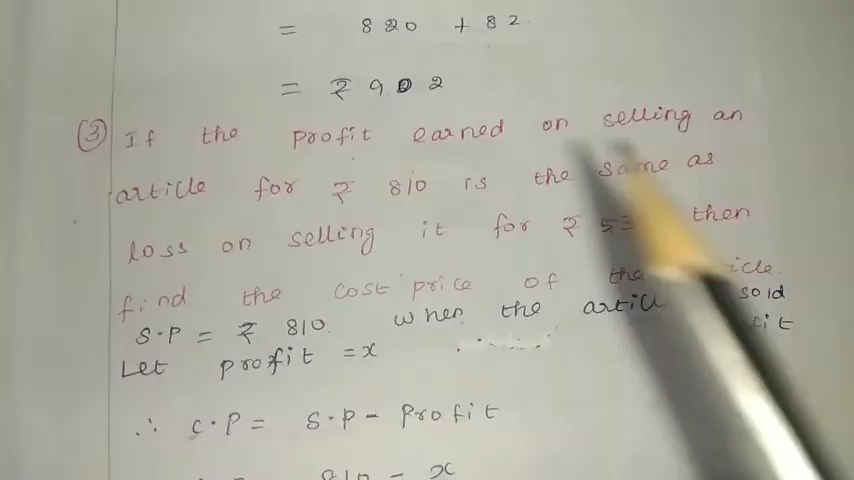 = 820 + 82
= ₹ 902
③ If the profit earned on selling an
article for ₹ 810 is the same as
loss on selling it for ₹ then
find the cost price of the
S.P = ₹ 810. when the sold
Let profit = x
∴ C.P = S.P - Profit
810 - x